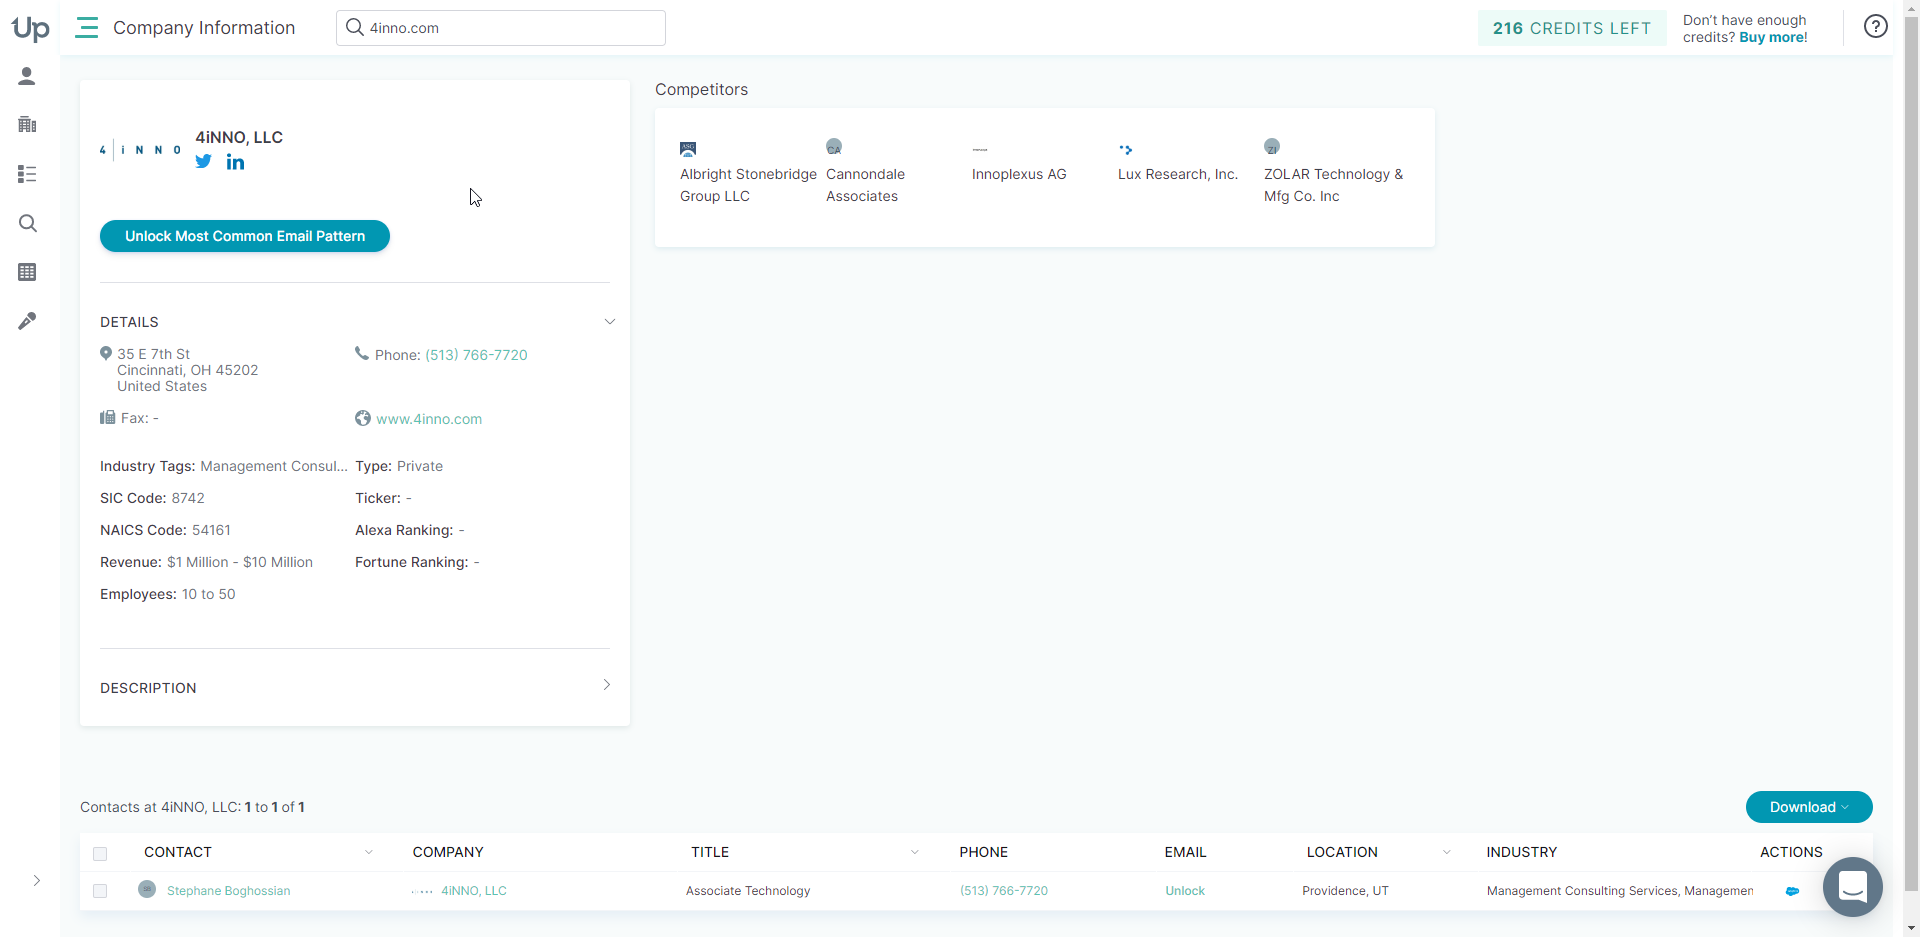 Up
Company Information
4inno.com
216 CREDITS LEFT
Don't have enough
credits? Buy more!
4 i N N O
4iNNO, LLC
Unlock Most Common Email Pattern
DETAILS
35 E 7th St
Cincinnati, OH 45202
United States
Phone: (513) 766-7720
Fax: -
www.4inno.com
Industry Tags: Management Consul...
Type: Private
SIC Code: 8742
Ticker: -
NAICS Code: 54161
Alexa Ranking: -
Revenue: $1 Million - $10 Million
Fortune Ranking: -
Employees: 10 to 50
DESCRIPTION
Competitors
ASG
Albright Stonebridge
Group LLC
CA
Cannondale
Associates
Innoplexus AG
Lux Research, Inc.
ZI
ZOLAR Technology &
Mfg Co. Inc
Contacts at 4iNNO, LLC: 1 to 1 of 1
Download
CONTACT COMPANY TITLE PHONE EMAIL LOCATION INDUSTRY ACTIONS
SB Stephane Boghossian 4iNNO, LLC Associate Technology (513) 766-7720 Unlock Providence, UT Management Consulting Services, Managemen